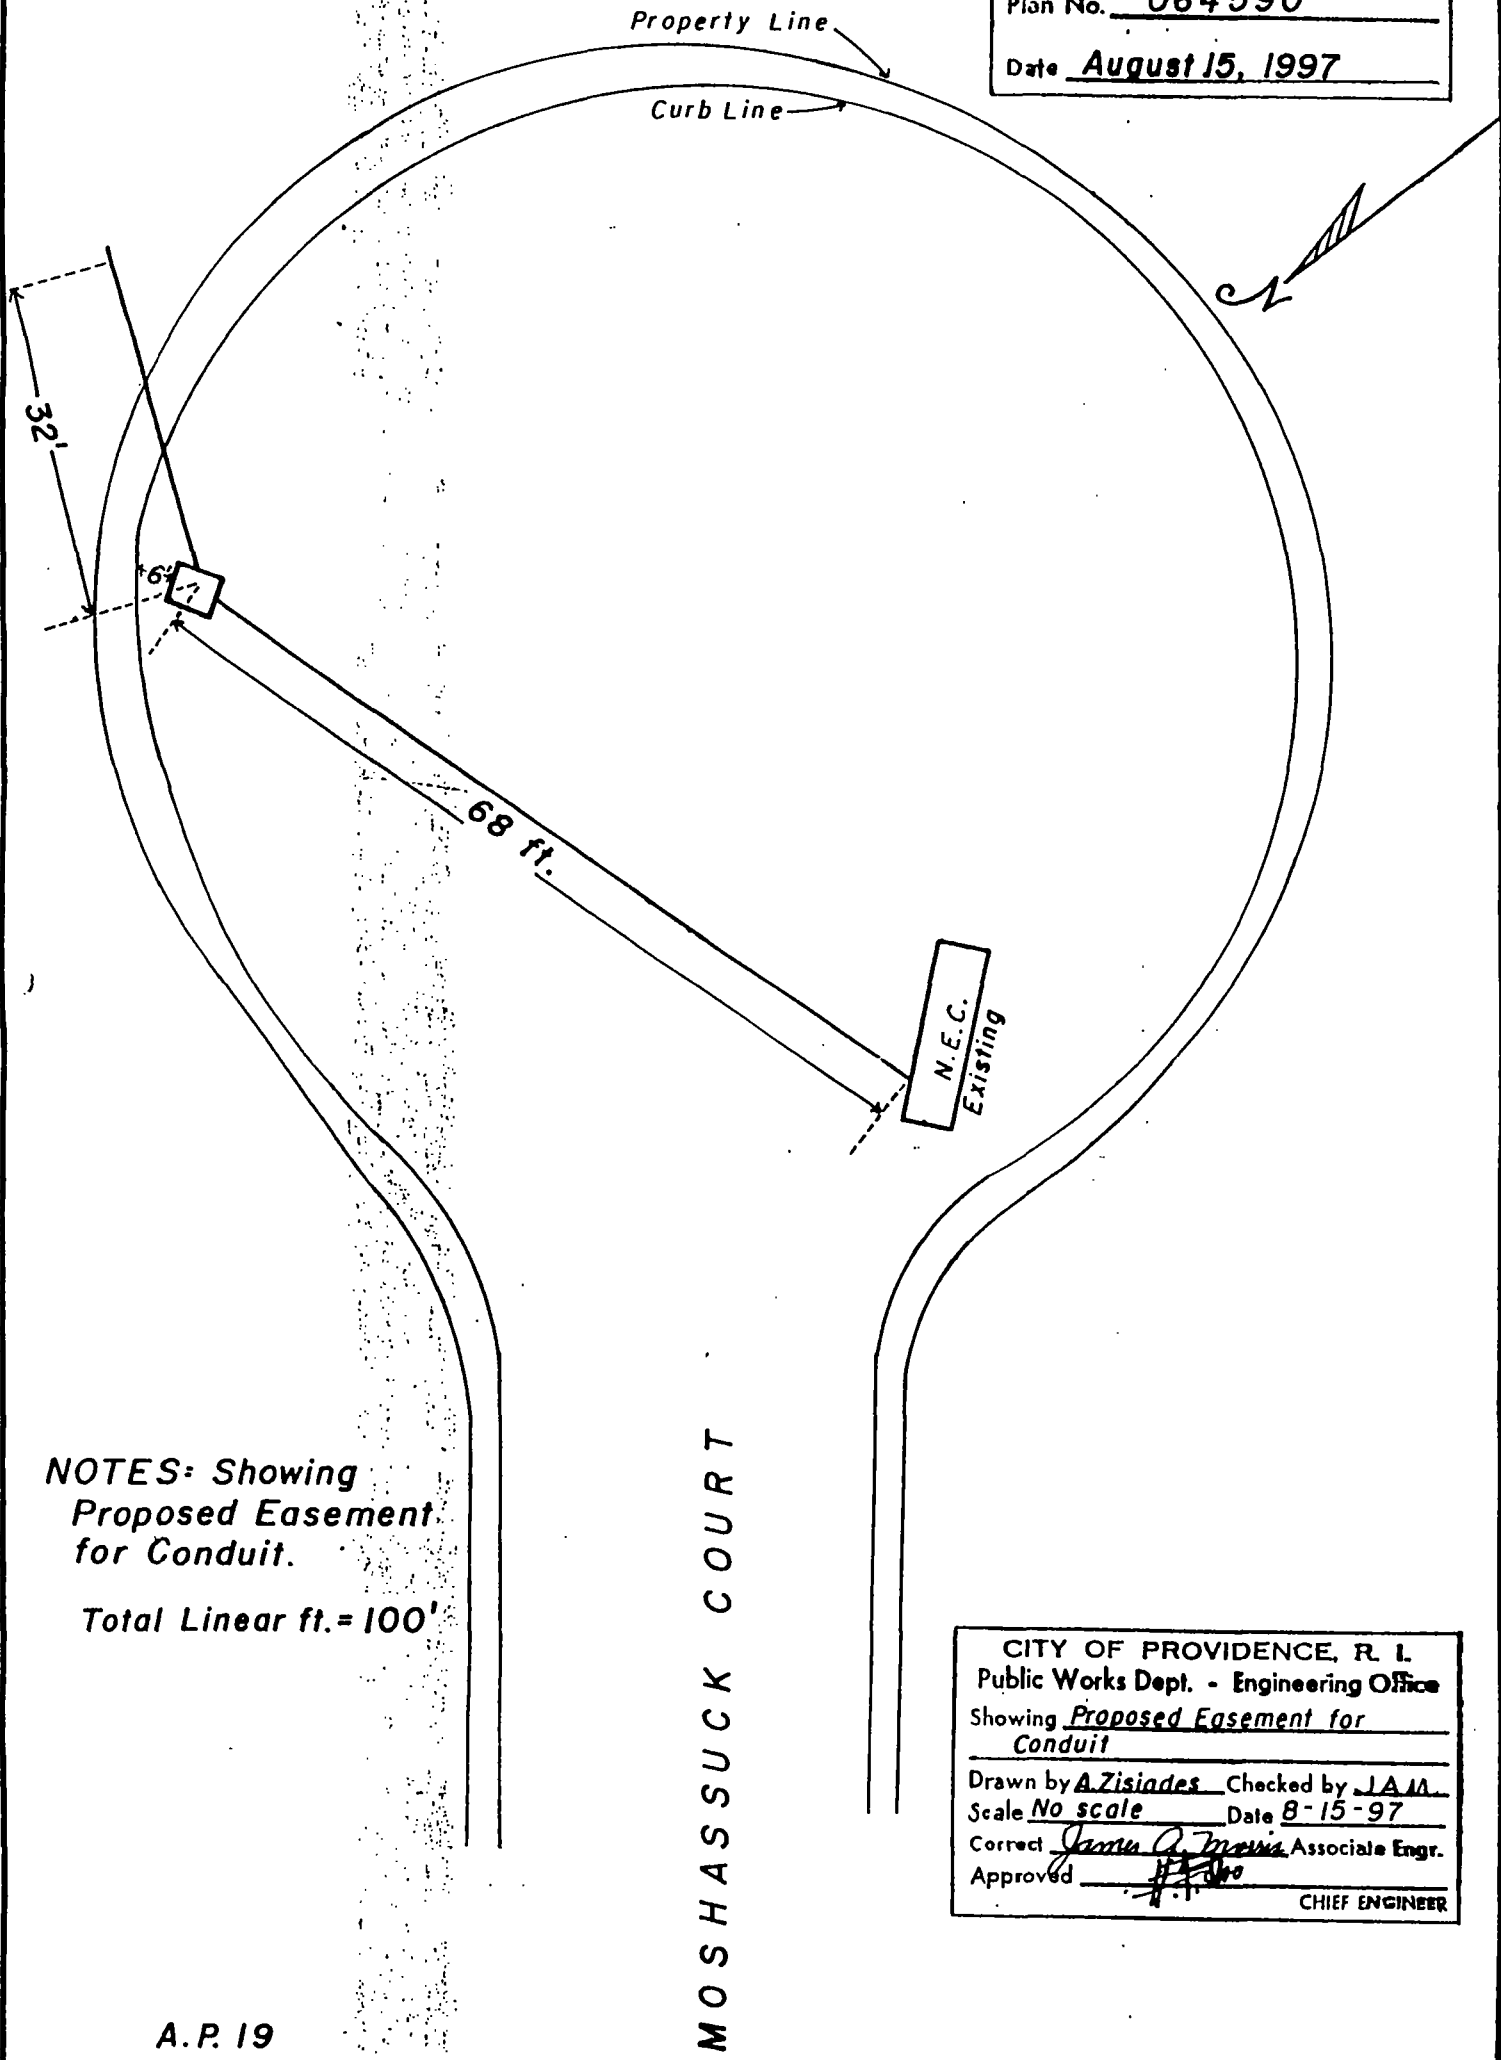 Plan No. 064590
Date August 15, 1997
Property Line
Curb Line
N
32'
6'
68 ft.
N.E.C.
Existing
NOTES: Showing
Proposed Easement
for Conduit.
Total Linear ft.= 100'
MOSHASSUCK COURT
CITY OF PROVIDENCE, R. I.
Public Works Dept. - Engineering Office
Showing Proposed Easement for
Conduit
Drawn by A.Zisiades Checked by J.A.M.
Scale No scale Date 8-15-97
Correct James A. Morris Associate Engr.
Approved
CHIEF ENGINEER
A.P. 19